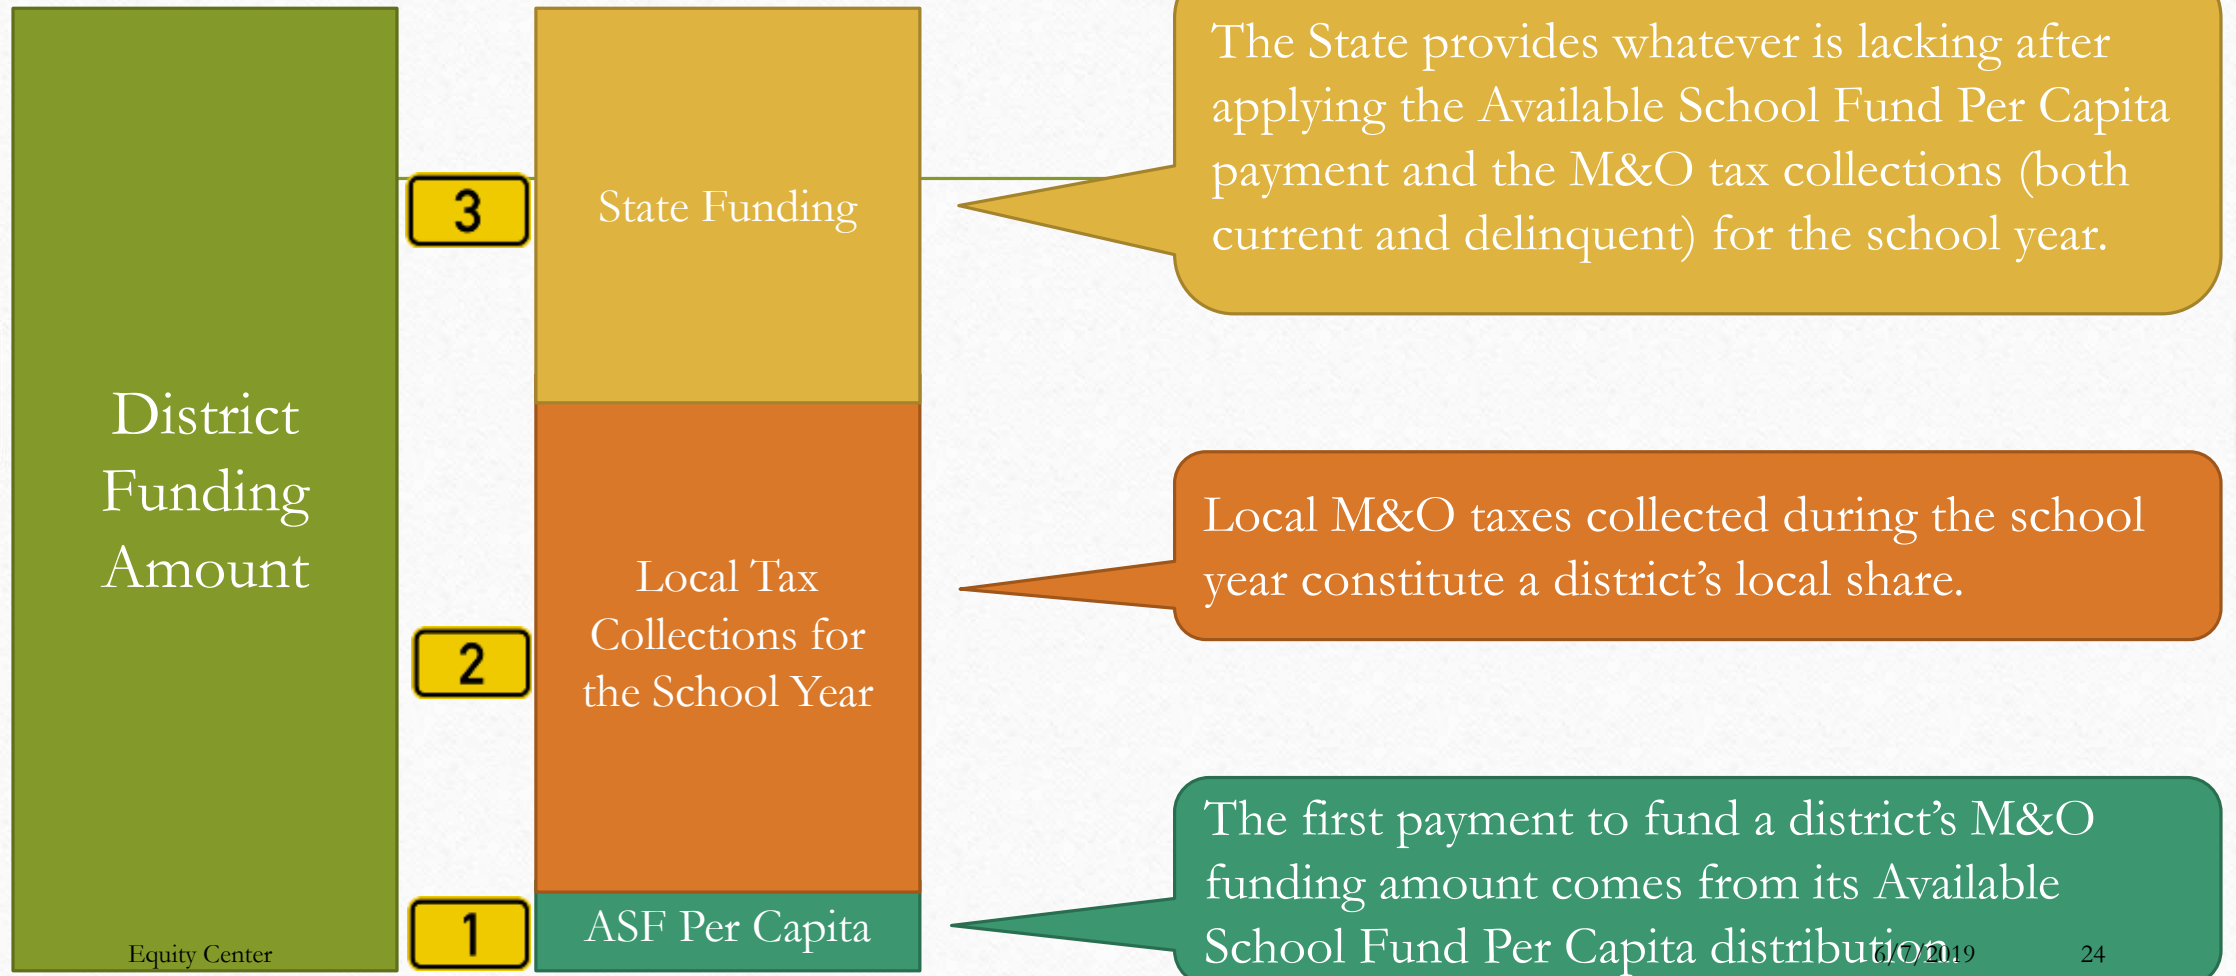 District
Funding
Amount
Equity Center
3
State Funding
2
Local Tax
Collections for
the School Year
1
ASF Per Capita
The State provides whatever is lacking after
applying the Available School Fund Per Capita
payment and the M&O tax collections (both
current and delinquent) for the school year.
Local M&O taxes collected during the school
year constitute a district’s local share.
The first payment to fund a district’s M&O
funding amount comes from its Available
School Fund Per Capita distribution.
6/7/2019
24